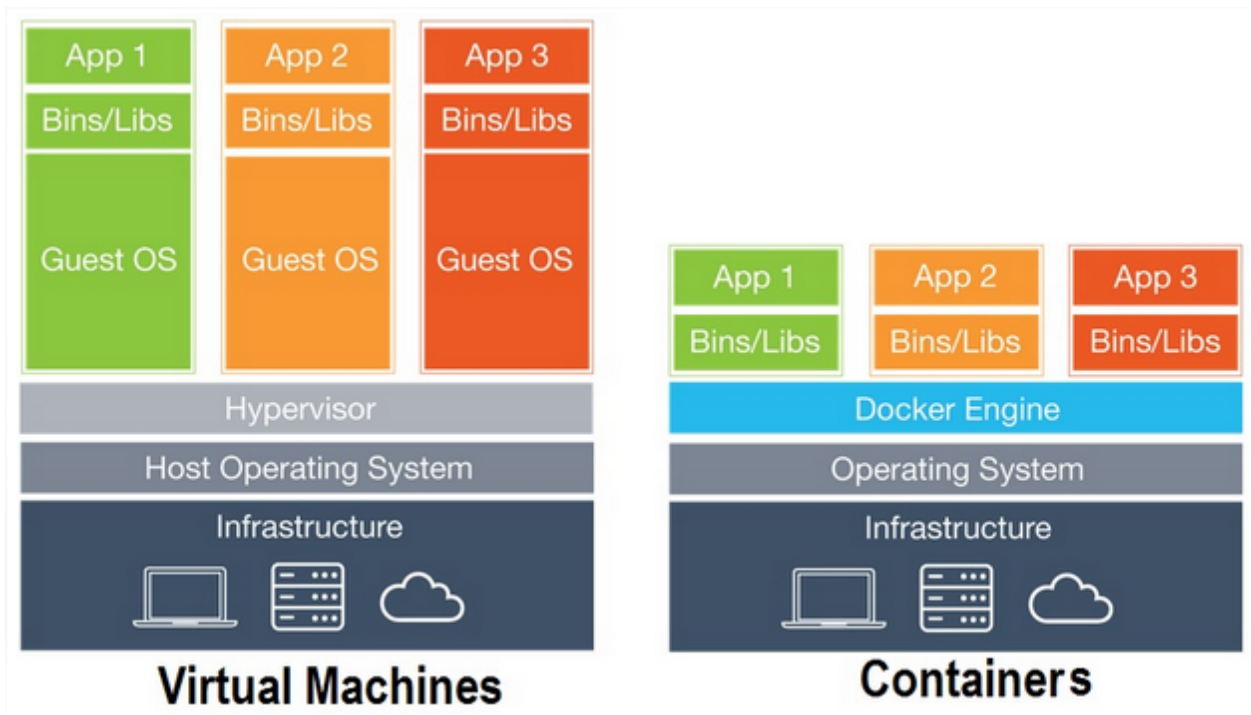 App 1
App 2
App 3
Bins/Libs
Bins/Libs
Bins/Libs
Guest OS
Guest OS
Guest OS
Hypervisor
Host Operating System
Infrastructure
Virtual Machines
App 1
App 2
App 3
Bins/Libs
Bins/Libs
Bins/Libs
Docker Engine
Operating System
Infrastructure
Containers